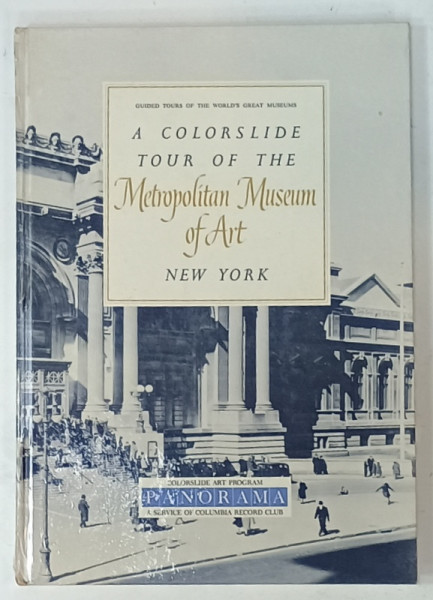 GUIDED TOURS OF THE WORLD'S GREAT MUSEUMS
A COLORSLIDE
TOUR OF THE
Metropolitan Museum
of Art
NEW YORK
COLORSLIDE ART PROGRAM
PANORAMA
A SERVICE OF COLUMBIA RECORD CLUB